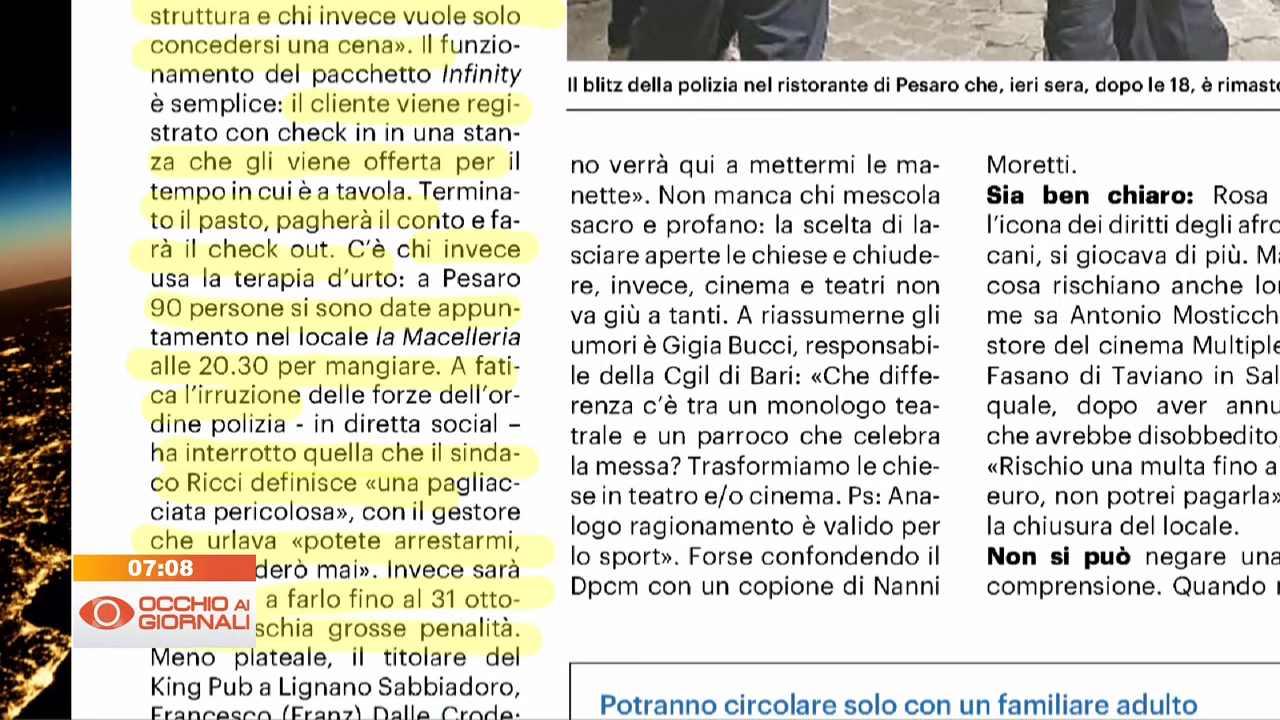 struttura e chi invece vuole solo
concedersi una cena». Il funzio-
namento del pacchetto Infinity
è semplice: il cliente viene regi-
strato con check in in una stan-
za che gli viene offerta per il
tempo in cui è a tavola. Termina-
to il pasto, pagherà il conto e fa-
rà il check out. C'è chi invece
usa la terapia d'urto: a Pesaro
90 persone si sono date appun-
tamento nel locale la Macelleria
alle 20.30 per mangiare. A fati-
ca l'irruzione delle forze dell'or-
dine polizia - in diretta social –
ha interrotto quella che il sinda-
co Ricci definisce «una pagliac-
ciata pericolosa», con il gestore
che urlava «potete arrestarmi,
derò mai». Invece sarà
a farlo fino al 31 otto-
schia grosse penalità.
Meno plateale, il titolare del
King Pub a Lignano Sabbiadoro,
Francesco (Franz) Dalle Crode:
07:08
OCCHIO AI
GIORNALI
Il blitz della polizia nel ristorante di Pesaro che, ieri sera, dopo le 18, è rimasto
no verrà qui a mettermi le ma-
nette». Non manca chi mescola
sacro e profano: la scelta di la-
sciare aperte le chiese e chiude-
re, invece, cinema e teatri non
va giù a tanti. A riassumerne gli
umori è Gigia Bucci, responsabi-
le della Cgil di Bari: «Che diffe-
renza c'è tra un monologo tea-
trale e un parroco che celebra
la messa? Trasformiamo le chie-
se in teatro e/o cinema. Ps: Ana-
logo ragionamento è valido per
lo sport». Forse confondendo il
Dpcm con un copione di Nanni
Moretti.
Sia ben chiaro: Rosa
l'icona dei diritti degli afro
cani, si giocava di più. Ma
cosa rischiano anche lor
me sa Antonio Mosticch
store del cinema Multiple
Fasano di Taviano in Sal
quale, dopo aver annu
che avrebbe disobbedito,
«Rischio una multa fino a
euro, non potrei pagarla»
la chiusura del locale.
Non si può negare una
comprensione. Quando
Potranno circolare solo con un familiare adulto